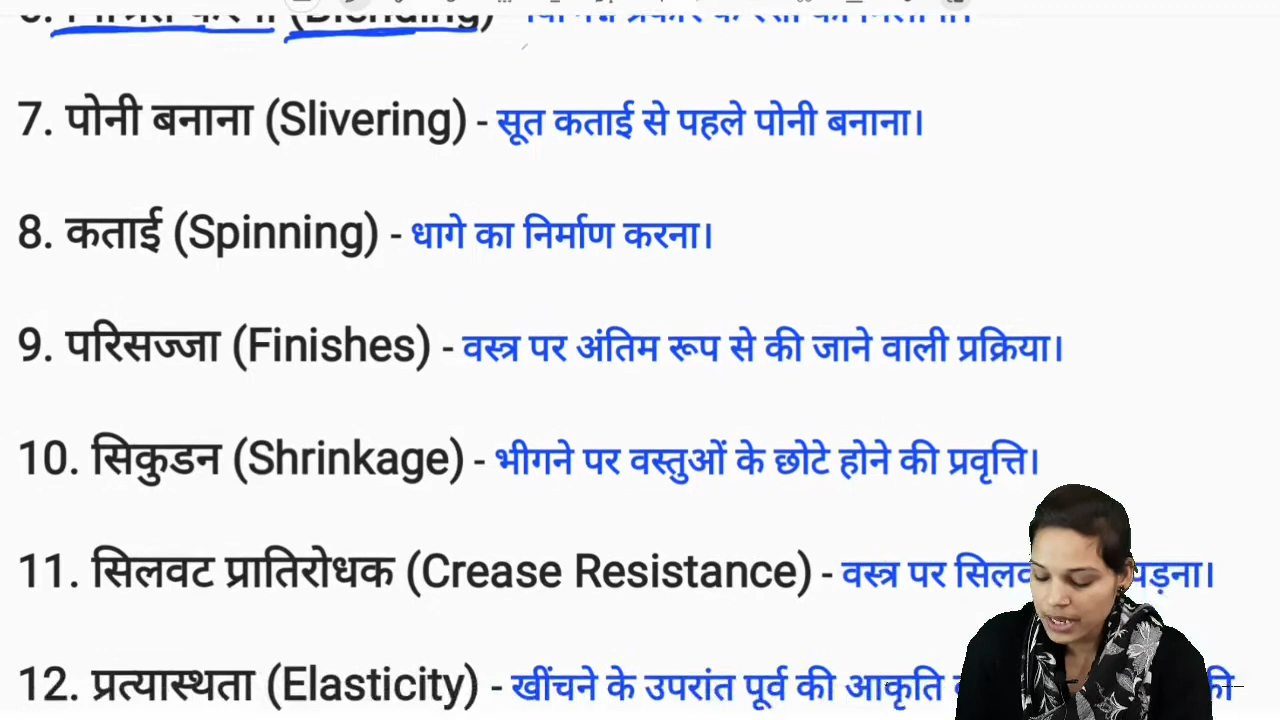 (Blending)
7. पोनी बनाना (Slivering) - सूत कताई से पहले पोनी बनाना।
8. कताई (Spinning) - धागे का निर्माण करना।
9. परिसज्जा (Finishes) - वस्त्र पर अंतिम रूप से की जाने वाली प्रक्रिया।
10. सिकुडन (Shrinkage) - भीगने पर वस्तुओं के छोटे होने की प्रवृत्ति।
11. सिलवट प्रातिरोधक (Crease Resistance) - वस्त्र पर पड़ना।
12. प्रत्यास्थता (Elasticity) - खींचने के उपरांत पूर्व की आकृति की